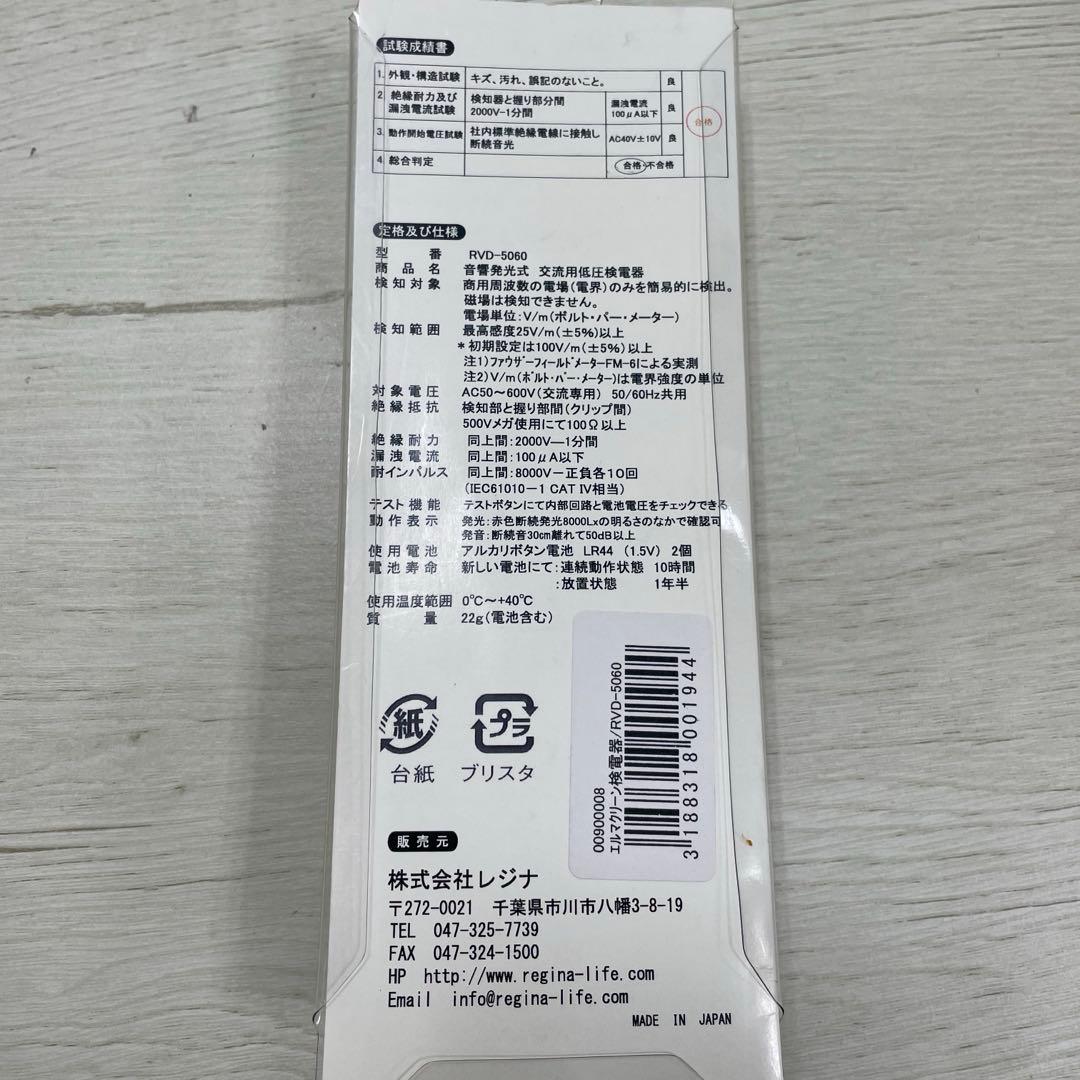 試験成績書
1. 外観・構造試験 キズ、汚れ、誤記のないこと。 良
2. 絶縁耐力及び漏洩電流試験 検知器と握り部分間 2000V-1分間 漏洩電流 100μA以下 良
3. 動作開始電圧試験 社内標準絶縁電線に接触し断続音光 AC40V±10V 良
4. 総合判定 合格・不合格
合格
定格及び仕様
型番 RVD-5060
商品名 音響発光式 交流用低圧検電器
検知対象 商用周波数の電場(電界)のみを簡易的に検出。
磁場は検知できません。
電場単位:V/m(ボルト・パー・メーター)
検知範囲 最高感度25V/m(±5%)以上
*初期設定は100V/m(±5%)以上
注1)ファウザーフィールドメーターFM-6による実測
注2)V/m(ボルト・パー・メーター)は電界強度の単位
対象電圧 AC50～600V(交流専用) 50/60Hz共用
絶縁抵抗 検知部と握り部間(クリップ間)
500Vメガ使用にて100Ω以上
絶縁耐力 同上間:2000V―1分間
漏洩電流 同上間:100μA以下
耐インパルス 同上間:8000V－正負各10回
(IEC61010-1 CAT IV相当)
テスト機能 テストボタンにて内部回路と電池電圧をチェックできる
動作表示 発光:赤色断続発光8000Lxの明るさのなかで確認可
発音:断続音30cm離れて50dB以上
使用電池 アルカリボタン電池 LR44 (1.5V) 2個
電池寿命 新しい電池にて:連続動作状態 10時間
:放置状態 1年半
使用温度範囲 0℃～+40℃
質量 22g(電池含む)
紙
台紙
プラ
ブリスタ
00900008
エルマクリーン検電器/RVD-5060
3188318001944
販売元
株式会社レジナ
〒272-0021 千葉県市川市八幡3-8-19
TEL 047-325-7739
FAX 047-324-1500
HP http://www.regina-life.com
Email info@regina-life.com
MADE IN JAPAN